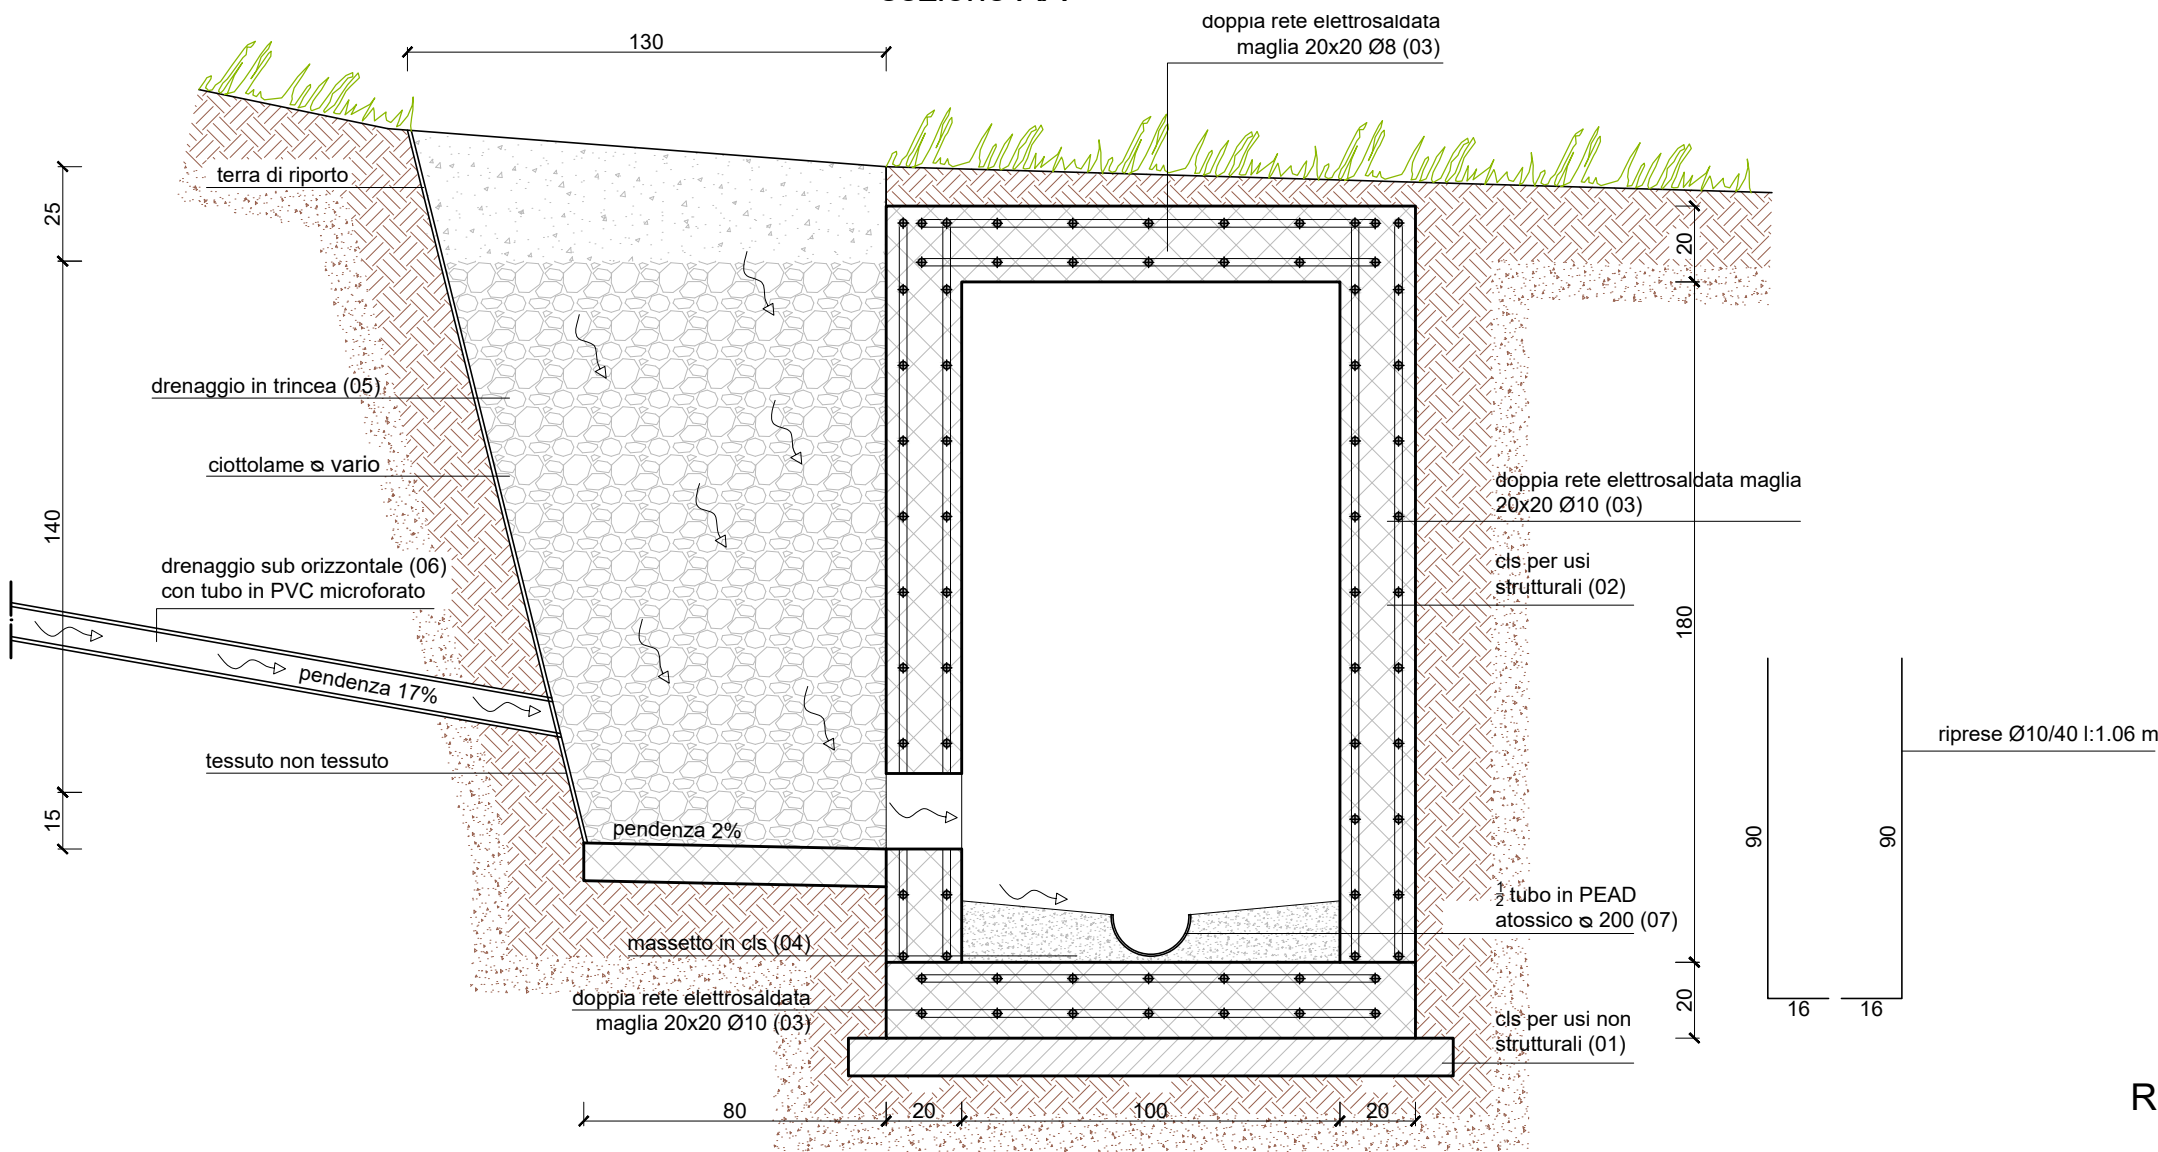 doppia rete elettrosaldata
maglia 20x20 Ø8 (03)
130
terra di riporto
25
20
drenaggio in trincea (05)
ciottolame ø vario
doppia rete elettrosaldata maglia
20x20 Ø10 (03)
140
drenaggio sub orizzontale (06)
con tubo in PVC microforato
cls per usi
strutturali (02)
180
pendenza 17%
riprese Ø10/40 l:1.06 m
tessuto non tessuto
15
pendenza 2%
90
90
½ tubo in PEAD
atossico ø 200 (07)
massetto in cls (04)
doppia rete elettrosaldata
maglia 20x20 Ø10 (03)
20
16
16
cls per usi non
strutturali (01)
80
20
100
20
R